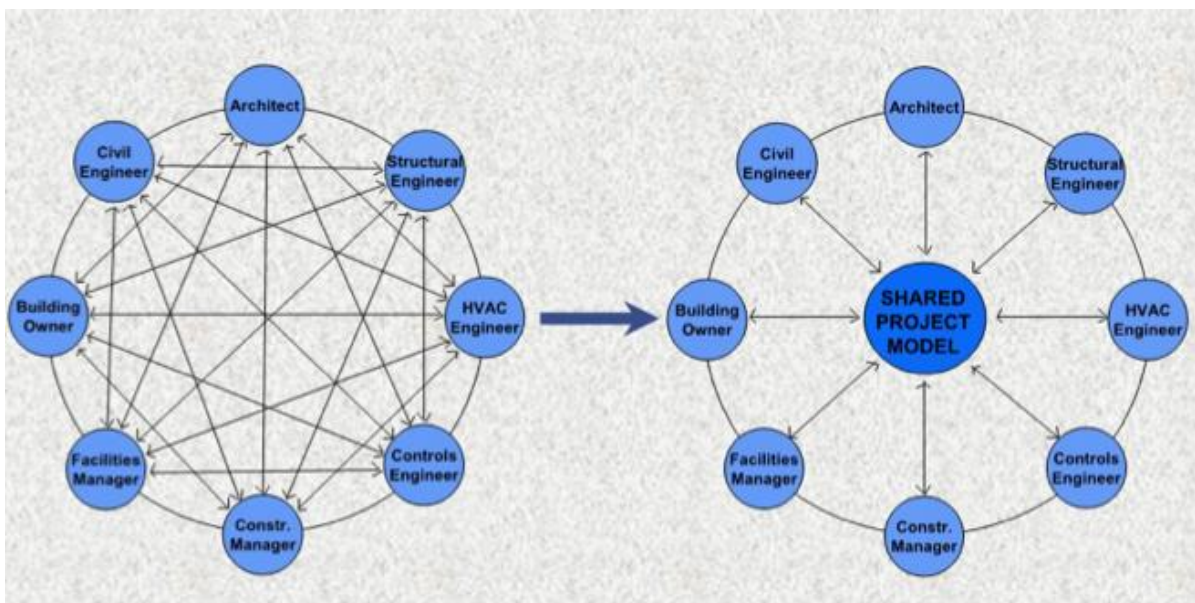 Architect
Civil
Engineer
Structural
Engineer
Building
Owner
HVAC
Engineer
Facilities
Manager
Controls
Engineer
Constr.
Manager
Architect
Civil
Engineer
Structural
Engineer
Building
Owner
SHARED
PROJECT
MODEL
HVAC
Engineer
Facilities
Manager
Controls
Engineer
Constr.
Manager